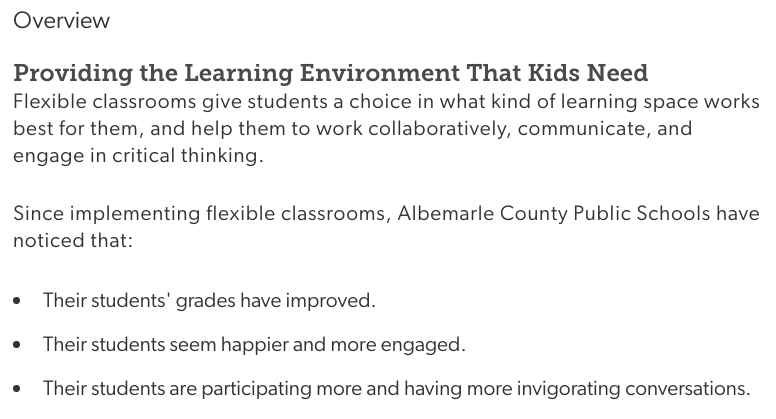 Overview
Providing the Learning Environment That Kids Need
Flexible classrooms give students a choice in what kind of learning space works
best for them, and help them to work collaboratively, communicate, and
engage in critical thinking.
Since implementing flexible classrooms, Albemarle County Public Schools have
noticed that:
• Their students' grades have improved.
• Their students seem happier and more engaged.
• Their students are participating more and having more invigorating conversations.